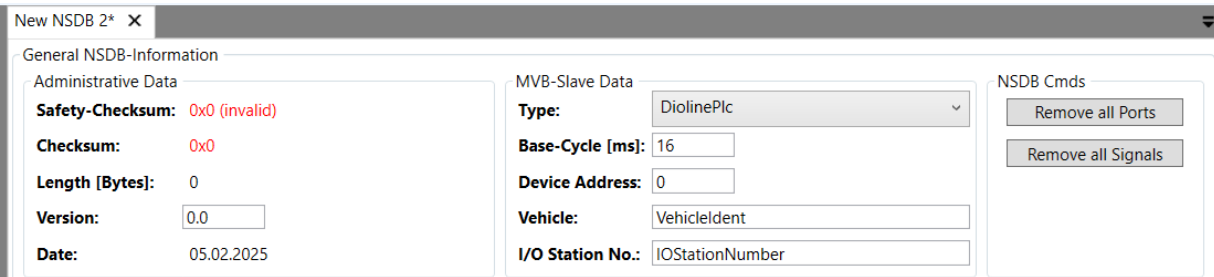 New NSDB 2* X
General NSDB-Information
Administrative Data
Safety-Checksum: 0x0 (invalid)
Checksum: 0x0
Length [Bytes]: 0
Version: 0.0
Date: 05.02.2025
MVB-Slave Data
Type: DiolinePlc
Base-Cycle [ms]: 16
Device Address: 0
Vehicle: VehicleIdent
I/O Station No.: IOStationNumber
NSDB Cmds
Remove all Ports
Remove all Signals